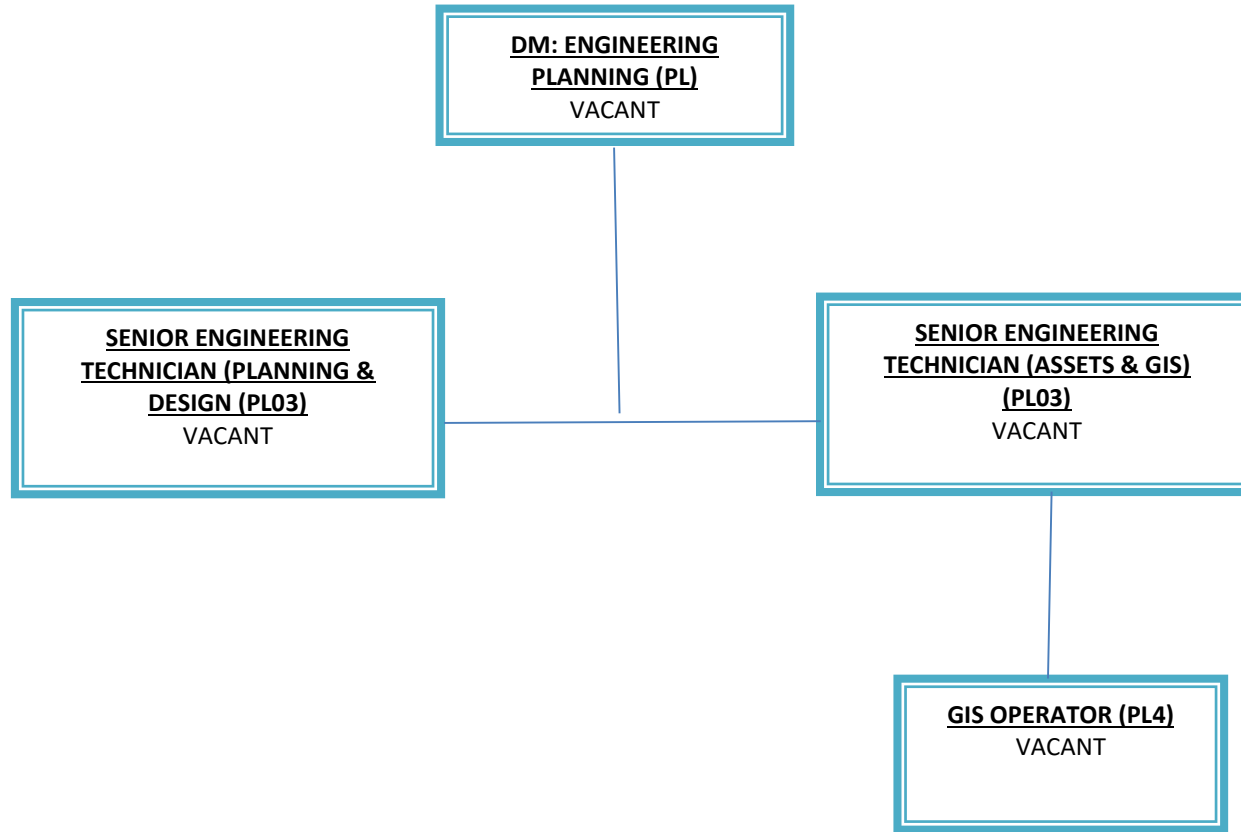 DM: ENGINEERING
PLANNING (PL)
VACANT
SENIOR ENGINEERING
TECHNICIAN (PLANNING &
DESIGN (PL03)
VACANT
SENIOR ENGINEERING
TECHNICIAN (ASSETS & GIS)
(PL03)
VACANT
GIS OPERATOR (PL4)
VACANT